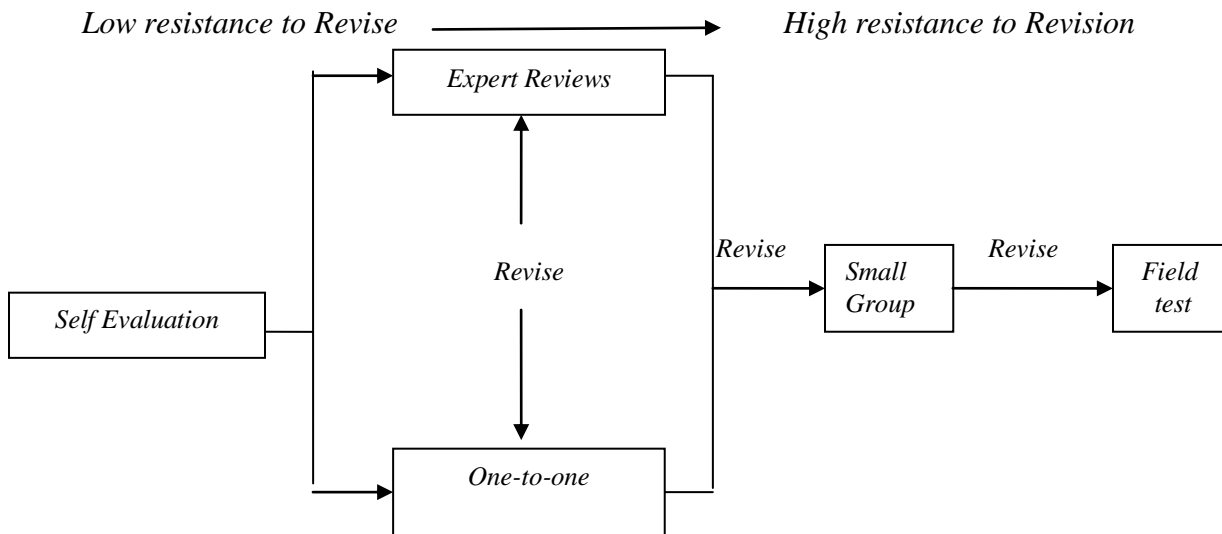 Low resistance to Revise
High resistance to Revision
Expert Reviews
Revise
Revise
Revise
Small
Group
Field
test
Self Evaluation
One-to-one